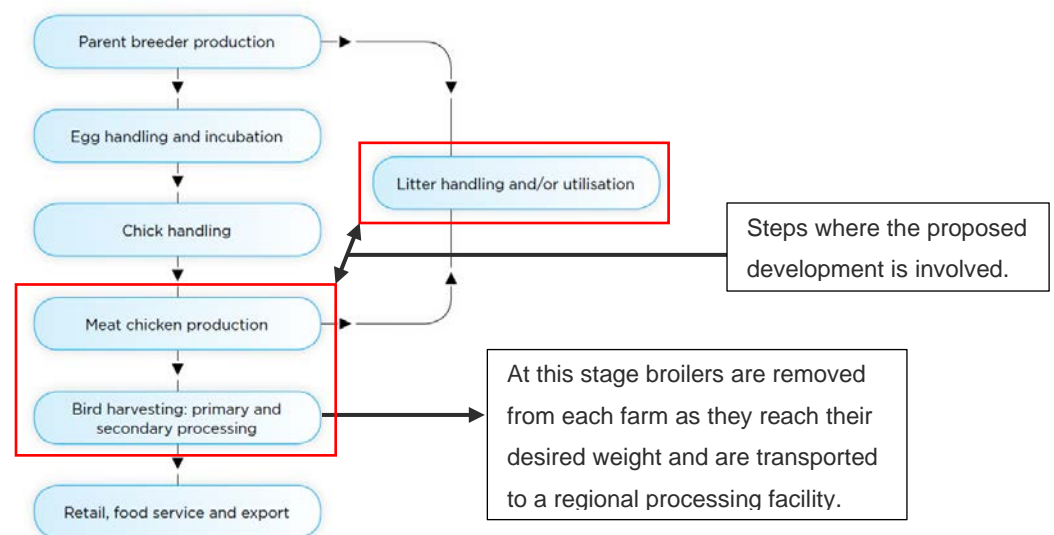 Parent breeder production
Egg handling and incubation
Litter handling and/or utilisation
Chick handling
Steps where the proposed
development is involved.
Meat chicken production
At this stage broilers are removed
from each farm as they reach their
desired weight and are transported
to a regional processing facility.
Bird harvesting: primary and
secondary processing
Retail, food service and export